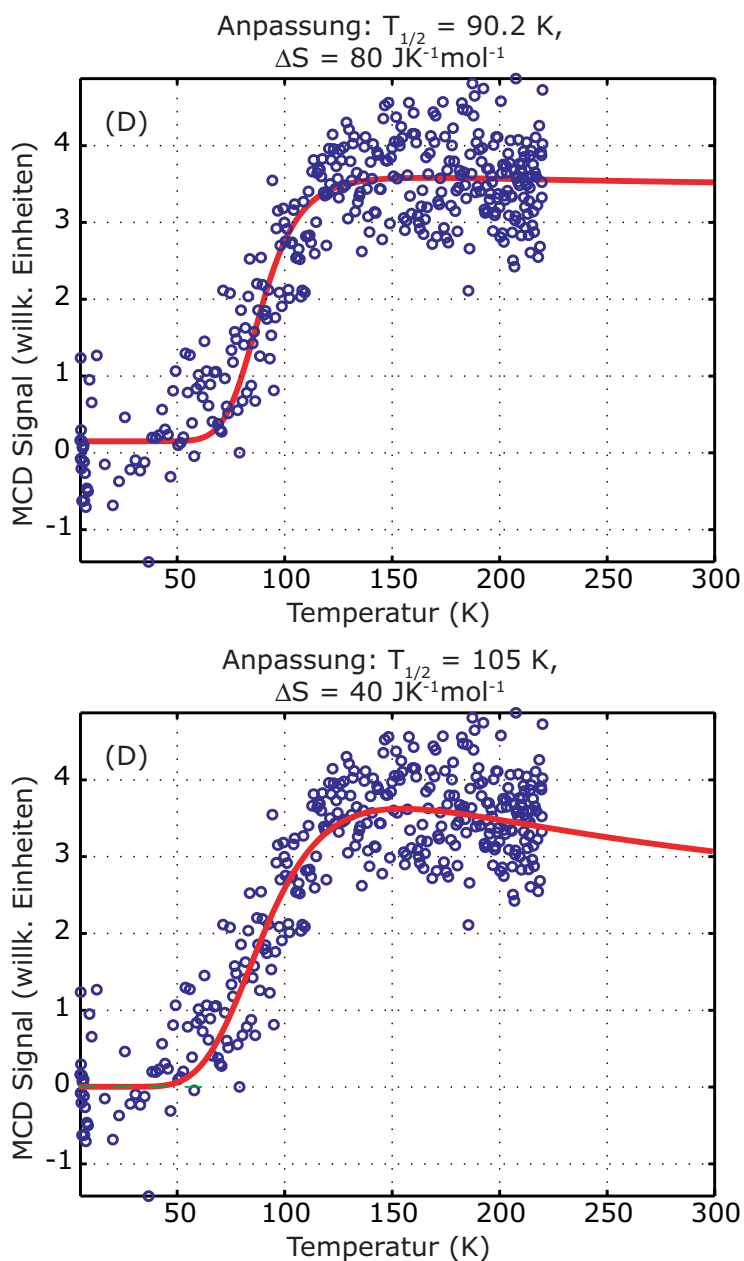 Anpassung: T1/2 = 90.2 K,
ΔS = 80 JK-1mol-1
(D)
MCD Signal (willk. Einheiten)
4
3
2
1
0
-1
50 100 150 200 250 300
Temperatur (K)
Anpassung: T1/2 = 105 K,
ΔS = 40 JK-1mol-1
(D)
MCD Signal (willk. Einheiten)
4
3
2
1
0
-1
50 100 150 200 250 300
Temperatur (K)